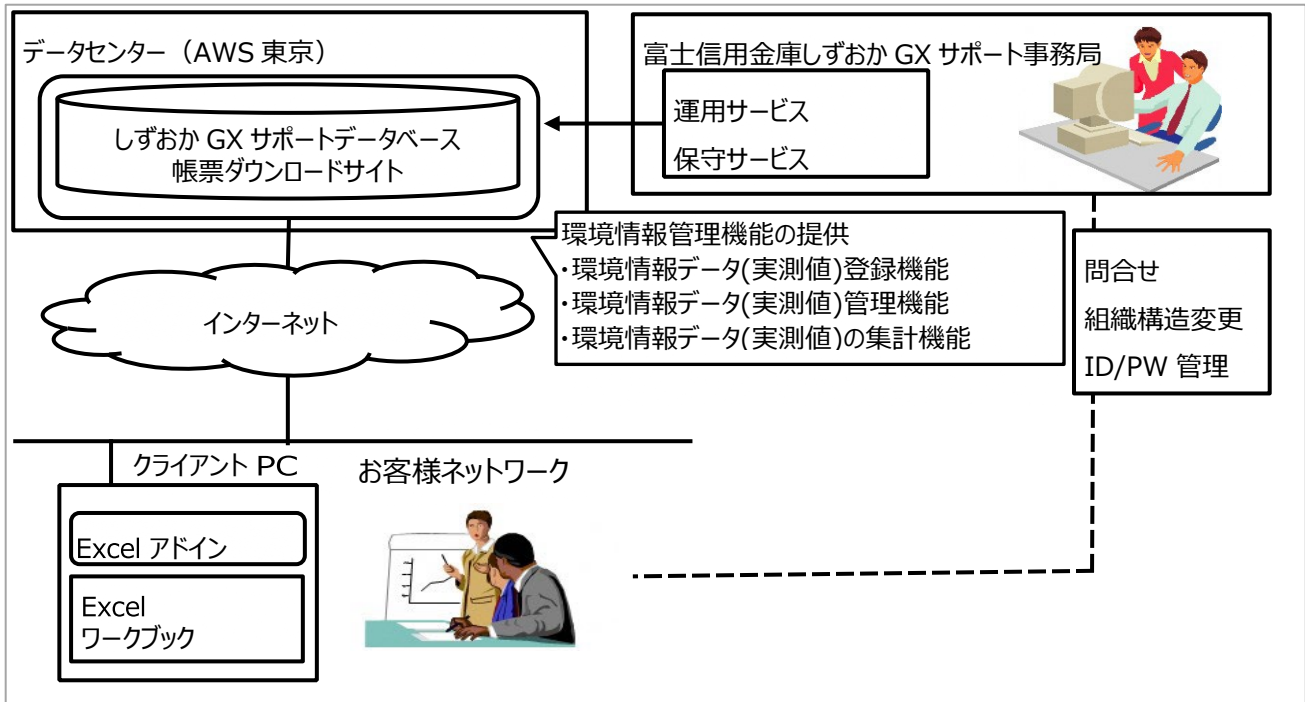 データセンター（AWS 東京）
しずおか GX サポートデータベース
帳票ダウンロードサイト
富士信用金庫しずおか GX サポート事務局
運用サービス
保守サービス
環境情報管理機能の提供
・環境情報データ(実測値)登録機能
・環境情報データ(実測値)管理機能
・環境情報データ(実測値)の集計機能
問合せ
組織構造変更
ID/PW 管理
インターネット
クライアント PC
お客様ネットワーク
Excel アドイン
Excel
ワークブック